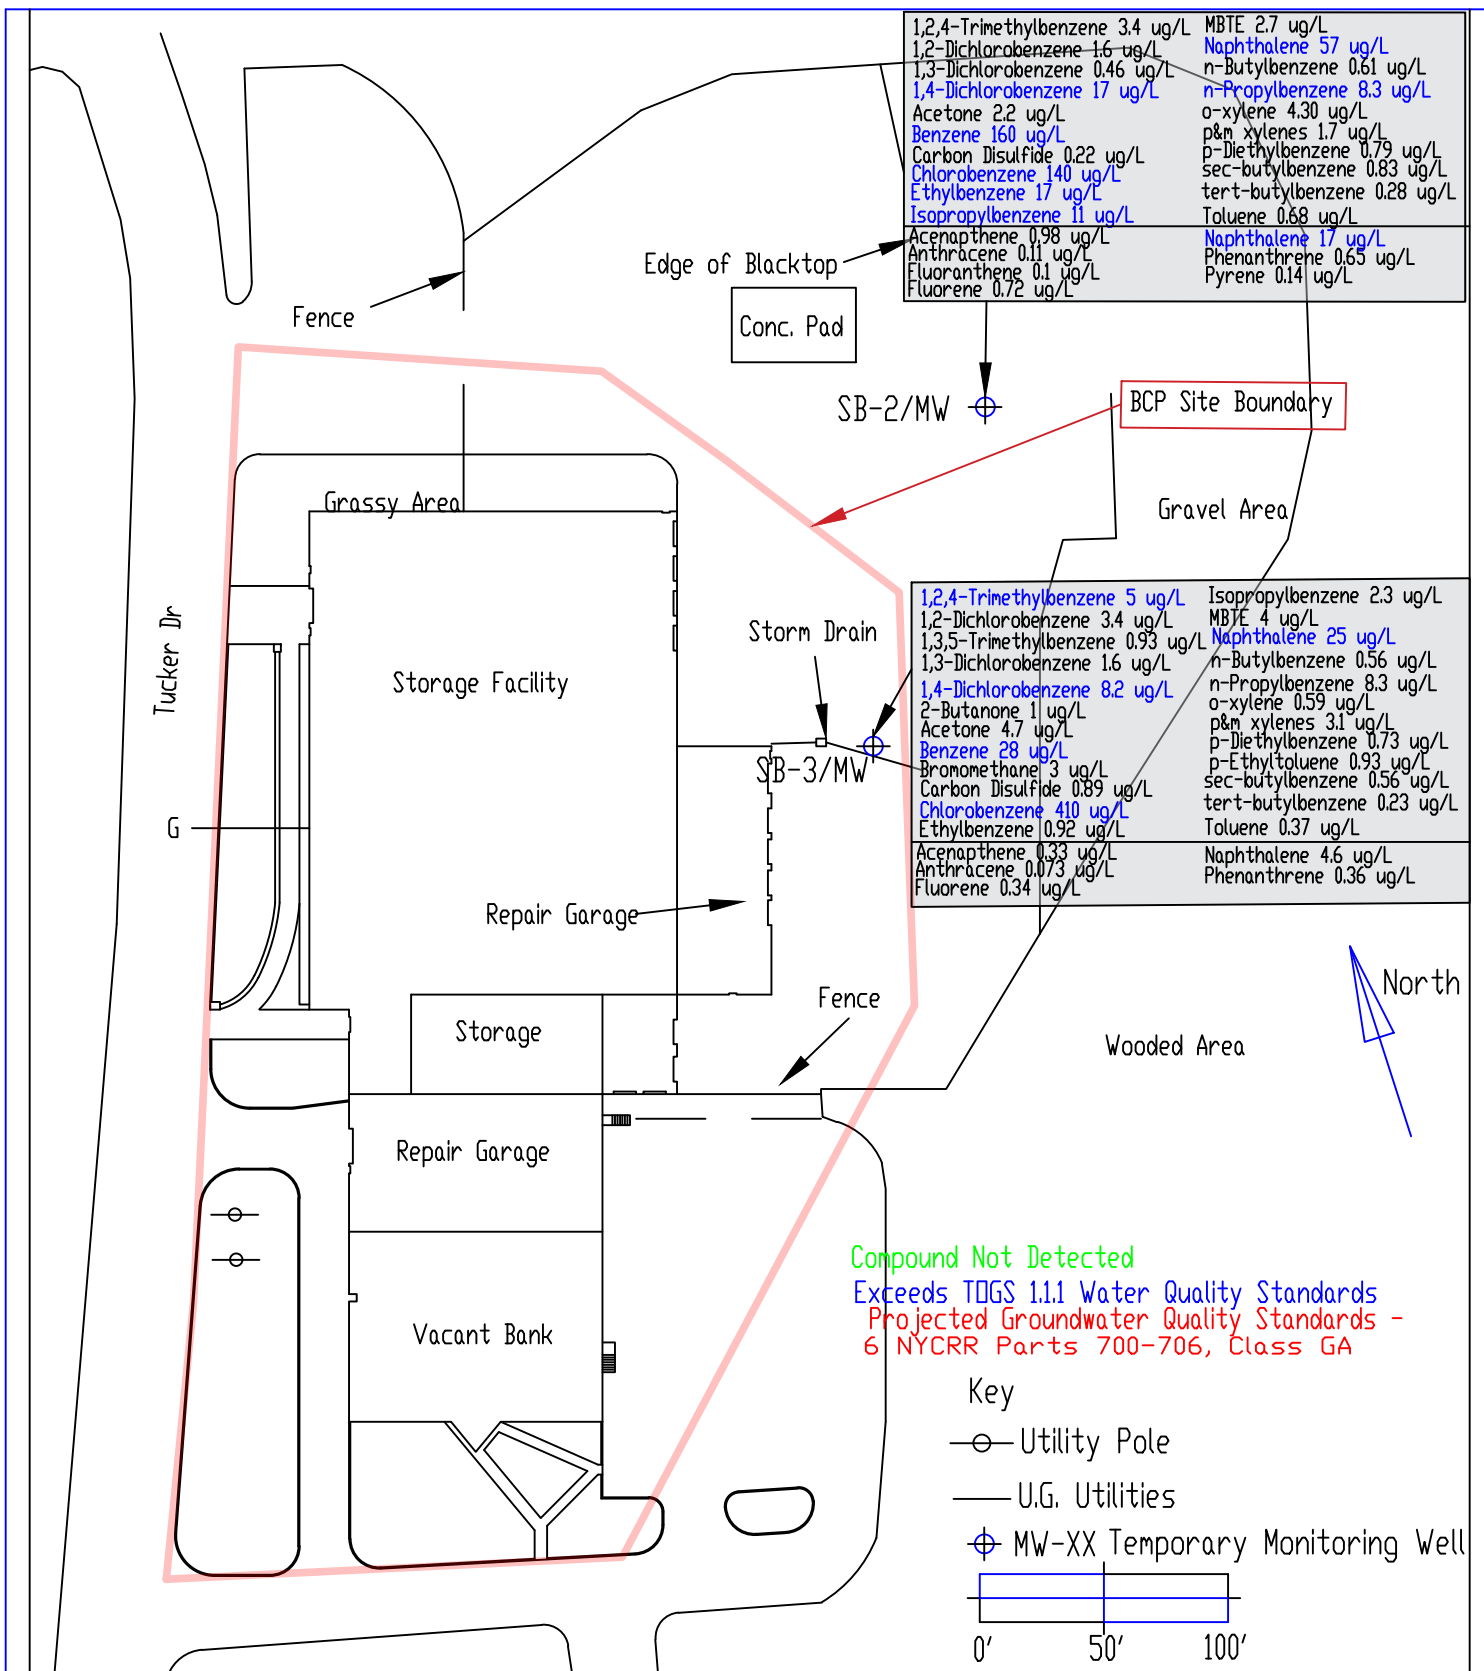 1,2,4-Trimethylbenzene 3.4 ug/L
1,2-Dichlorobenzene 1.6 ug/L
1,3-Dichlorobenzene 0.46 ug/L
1,4-Dichlorobenzene 17 ug/L
Acetone 2.2 ug/L
Benzene 160 ug/L
Carbon Disulfide 0.22 ug/L
Chlorobenzene 140 ug/L
Ethylbenzene 17 ug/L
Isopropylbenzene 11 ug/L
MBTE 2.7 ug/L
Naphthalene 57 ug/L
n-Butylbenzene 0.61 ug/L
n-Propylbenzene 8.3 ug/L
o-xylene 4.30 ug/L
p&m xylenes 1.7 ug/L
p-Diethylbenzene 0.79 ug/L
sec-butylbenzene 0.83 ug/L
tert-butylbenzene 0.28 ug/L
Toluene 0.68 ug/L
Acenapthene 0.98 ug/L
Anthracene 0.11 ug/L
Fluoranthene 0.1 ug/L
Fluorene 0.72 ug/L
Naphthalene 17 ug/L
Phenanthrene 0.65 ug/L
Pyrene 0.14 ug/L
Edge of Blacktop
Fence
Conc. Pad
SB-2/MW
BCP Site Boundary
Grassy Area
Gravel Area
Tucker Dr
Storm Drain
Storage Facility
SB-3/MW
1,2,4-Trimethylbenzene 5 ug/L
1,2-Dichlorobenzene 3.4 ug/L
1,3,5-Trimethylbenzene 0.93 ug/L
1,3-Dichlorobenzene 1.6 ug/L
1,4-Dichlorobenzene 8.2 ug/L
2-Butanone 1 ug/L
Acetone 4.7 ug/L
Benzene 28 ug/L
Bromomethane 3 ug/L
Carbon Disulfide 0.89 ug/L
Chlorobenzene 410 ug/L
Ethylbenzene 0.92 ug/L
Isopropylbenzene 2.3 ug/L
MBTE 4 ug/L
Naphthalene 25 ug/L
n-Butylbenzene 0.56 ug/L
n-Propylbenzene 8.3 ug/L
o-xylene 0.59 ug/L
p&m xylenes 3.1 ug/L
p-Diethylbenzene 0.73 ug/L
p-Ethyltoluene 0.93 ug/L
sec-butylbenzene 0.56 ug/L
tert-butylbenzene 0.23 ug/L
Toluene 0.37 ug/L
Acenapthene 0.33 ug/L
Anthracene 0.073 ug/L
Fluorene 0.34 ug/L
Naphthalene 4.6 ug/L
Phenanthrene 0.36 ug/L
G
Repair Garage
North
Fence
Storage
Wooded Area
Repair Garage
Vacant Bank
Compound Not Detected
Exceeds TOGS 1.1.1 Water Quality Standards
Projected Groundwater Quality Standards -
6 NYCRR Parts 700-706, Class GA
Key
Utility Pole
U.G. Utilities
MW-XX Temporary Monitoring Well
0' 50' 100'